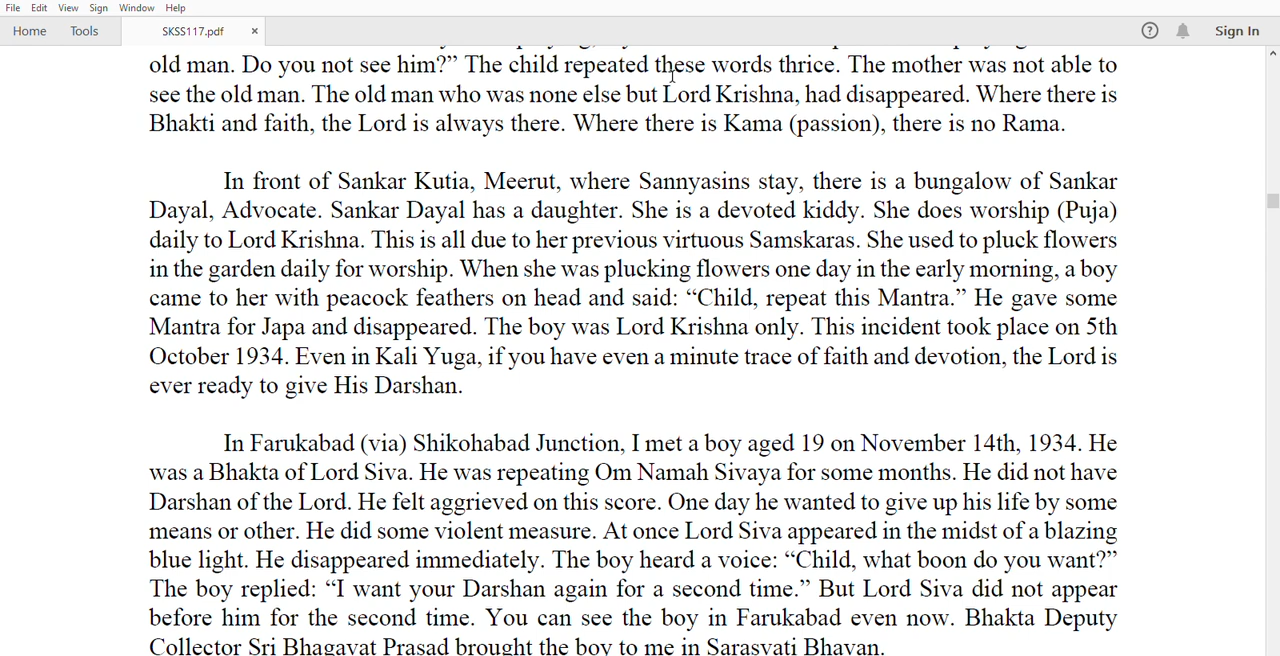 File Edit View Sign Window Help
Home Tools SKSS117.pdf × ? Sign In
old man. Do you not see him?” The child repeated these words thrice. The mother was not able to
see the old man. The old man who was none else but Lord Krishna, had disappeared. Where there is
Bhakti and faith, the Lord is always there. Where there is Kama (passion), there is no Rama.
In front of Sankar Kutia, Meerut, where Sannyasins stay, there is a bungalow of Sankar
Dayal, Advocate. Sankar Dayal has a daughter. She is a devoted kiddy. She does worship (Puja)
daily to Lord Krishna. This is all due to her previous virtuous Samskaras. She used to pluck flowers
in the garden daily for worship. When she was plucking flowers one day in the early morning, a boy
came to her with peacock feathers on head and said: “Child, repeat this Mantra.” He gave some
Mantra for Japa and disappeared. The boy was Lord Krishna only. This incident took place on 5th
October 1934. Even in Kali Yuga, if you have even a minute trace of faith and devotion, the Lord is
ever ready to give His Darshan.
In Farukabad (via) Shikohabad Junction, I met a boy aged 19 on November 14th, 1934. He
was a Bhakta of Lord Siva. He was repeating Om Namah Sivaya for some months. He did not have
Darshan of the Lord. He felt aggrieved on this score. One day he wanted to give up his life by some
means or other. He did some violent measure. At once Lord Siva appeared in the midst of a blazing
blue light. He disappeared immediately. The boy heard a voice: “Child, what boon do you want?”
The boy replied: “I want your Darshan again for a second time.” But Lord Siva did not appear
before him for the second time. You can see the boy in Farukabad even now. Bhakta Deputy
Collector Sri Bhagavat Prasad brought the boy to me in Sarasvati Bhavan.